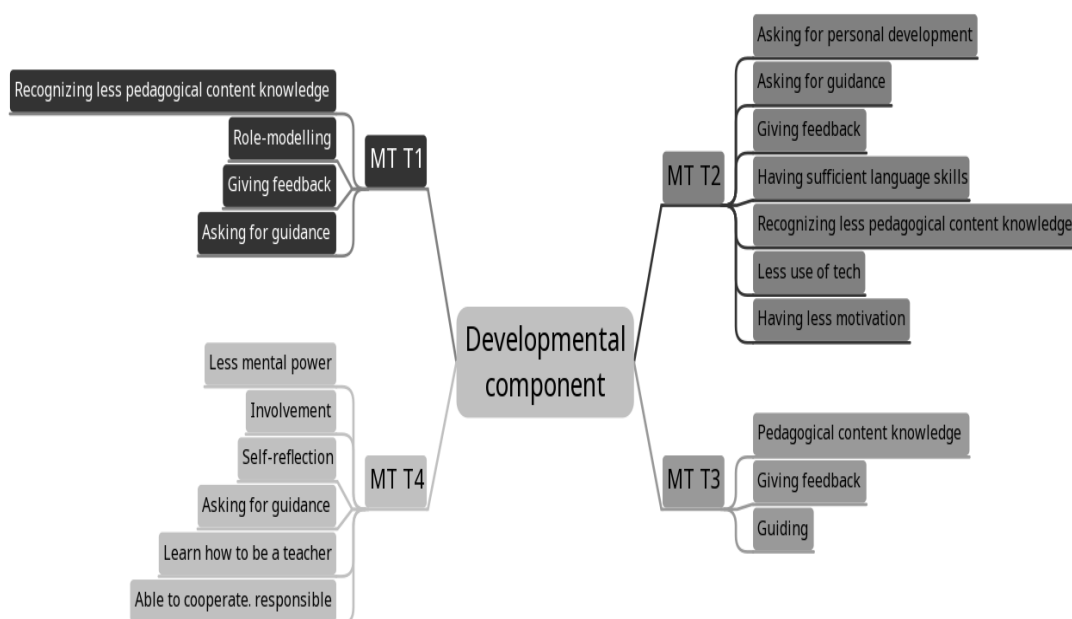 Recognizing less pedagogical content knowledge
Role-modelling
Giving feedback
Asking for guidance
MT T1
Asking for personal development
Asking for guidance
Giving feedback
Having sufficient language skills
Recognizing less pedagogical content knowledge
Less use of tech
Having less motivation
MT T2
Developmental
component
Less mental power
Involvement
Self-reflection
Asking for guidance
Learn how to be a teacher
Able to cooperate. responsible
MT T4
Pedagogical content knowledge
Giving feedback
Guiding
MT T3